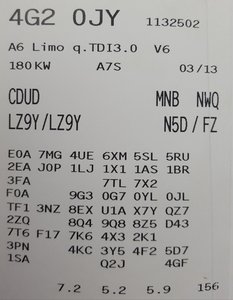 4G2 0JY 1132502
A6 Limo q.TDI3.0 V6
180 KW A7S 03/13
CDUD MNB NWQ
LZ9Y/LZ9Y N5D / FZ
E0A 7MG 4UE 6XM 5SL 5RU
2EA J0P 1LJ 1X1 1AS 1BR
3FA 7TL 7X2
F0A 9G3 0G7 0YL 0JL
TF1 3NZ 8EX U1A X7Y QZ7
2ZQ 8Q4 9Q8 8Z5 D43
7T6 F17 7K6 4X3 2K1
3PN 4KC 3Y5 4F2 5D7
1SA Q2J 4GF
7.2 5.2 5.9 156